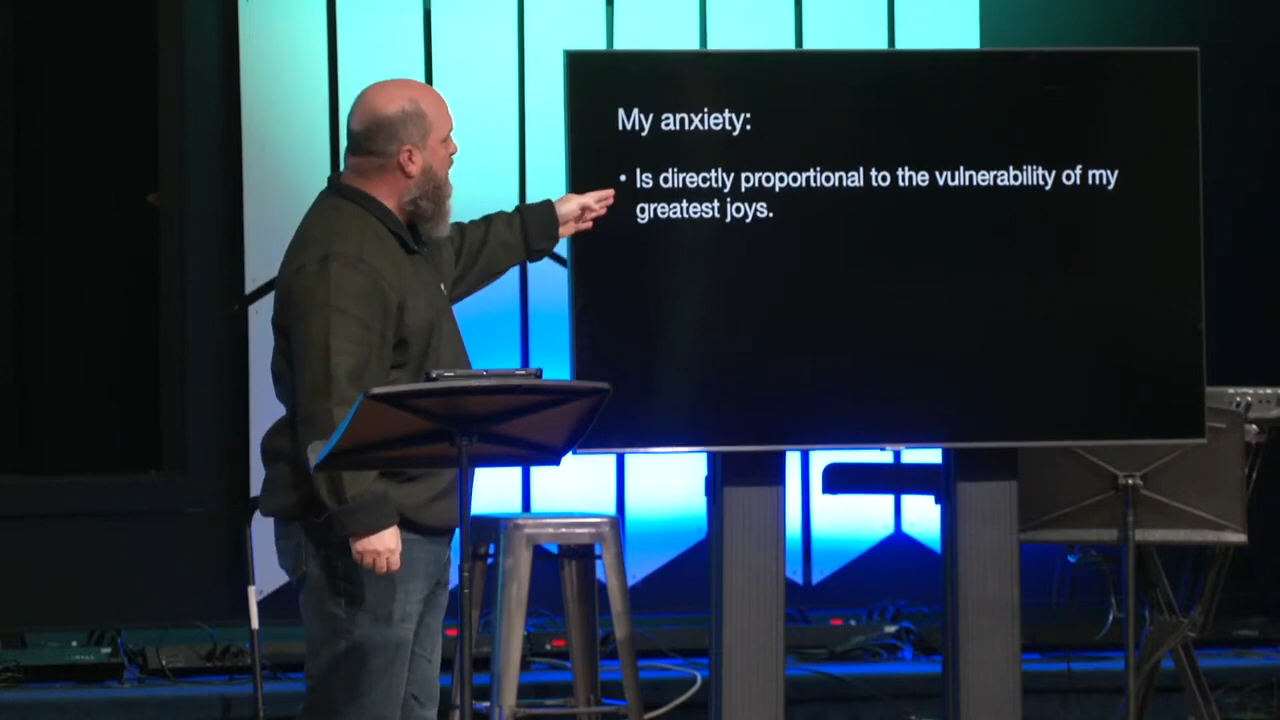 My anxiety:
• Is directly proportional to the vulnerability of my
greatest joys.